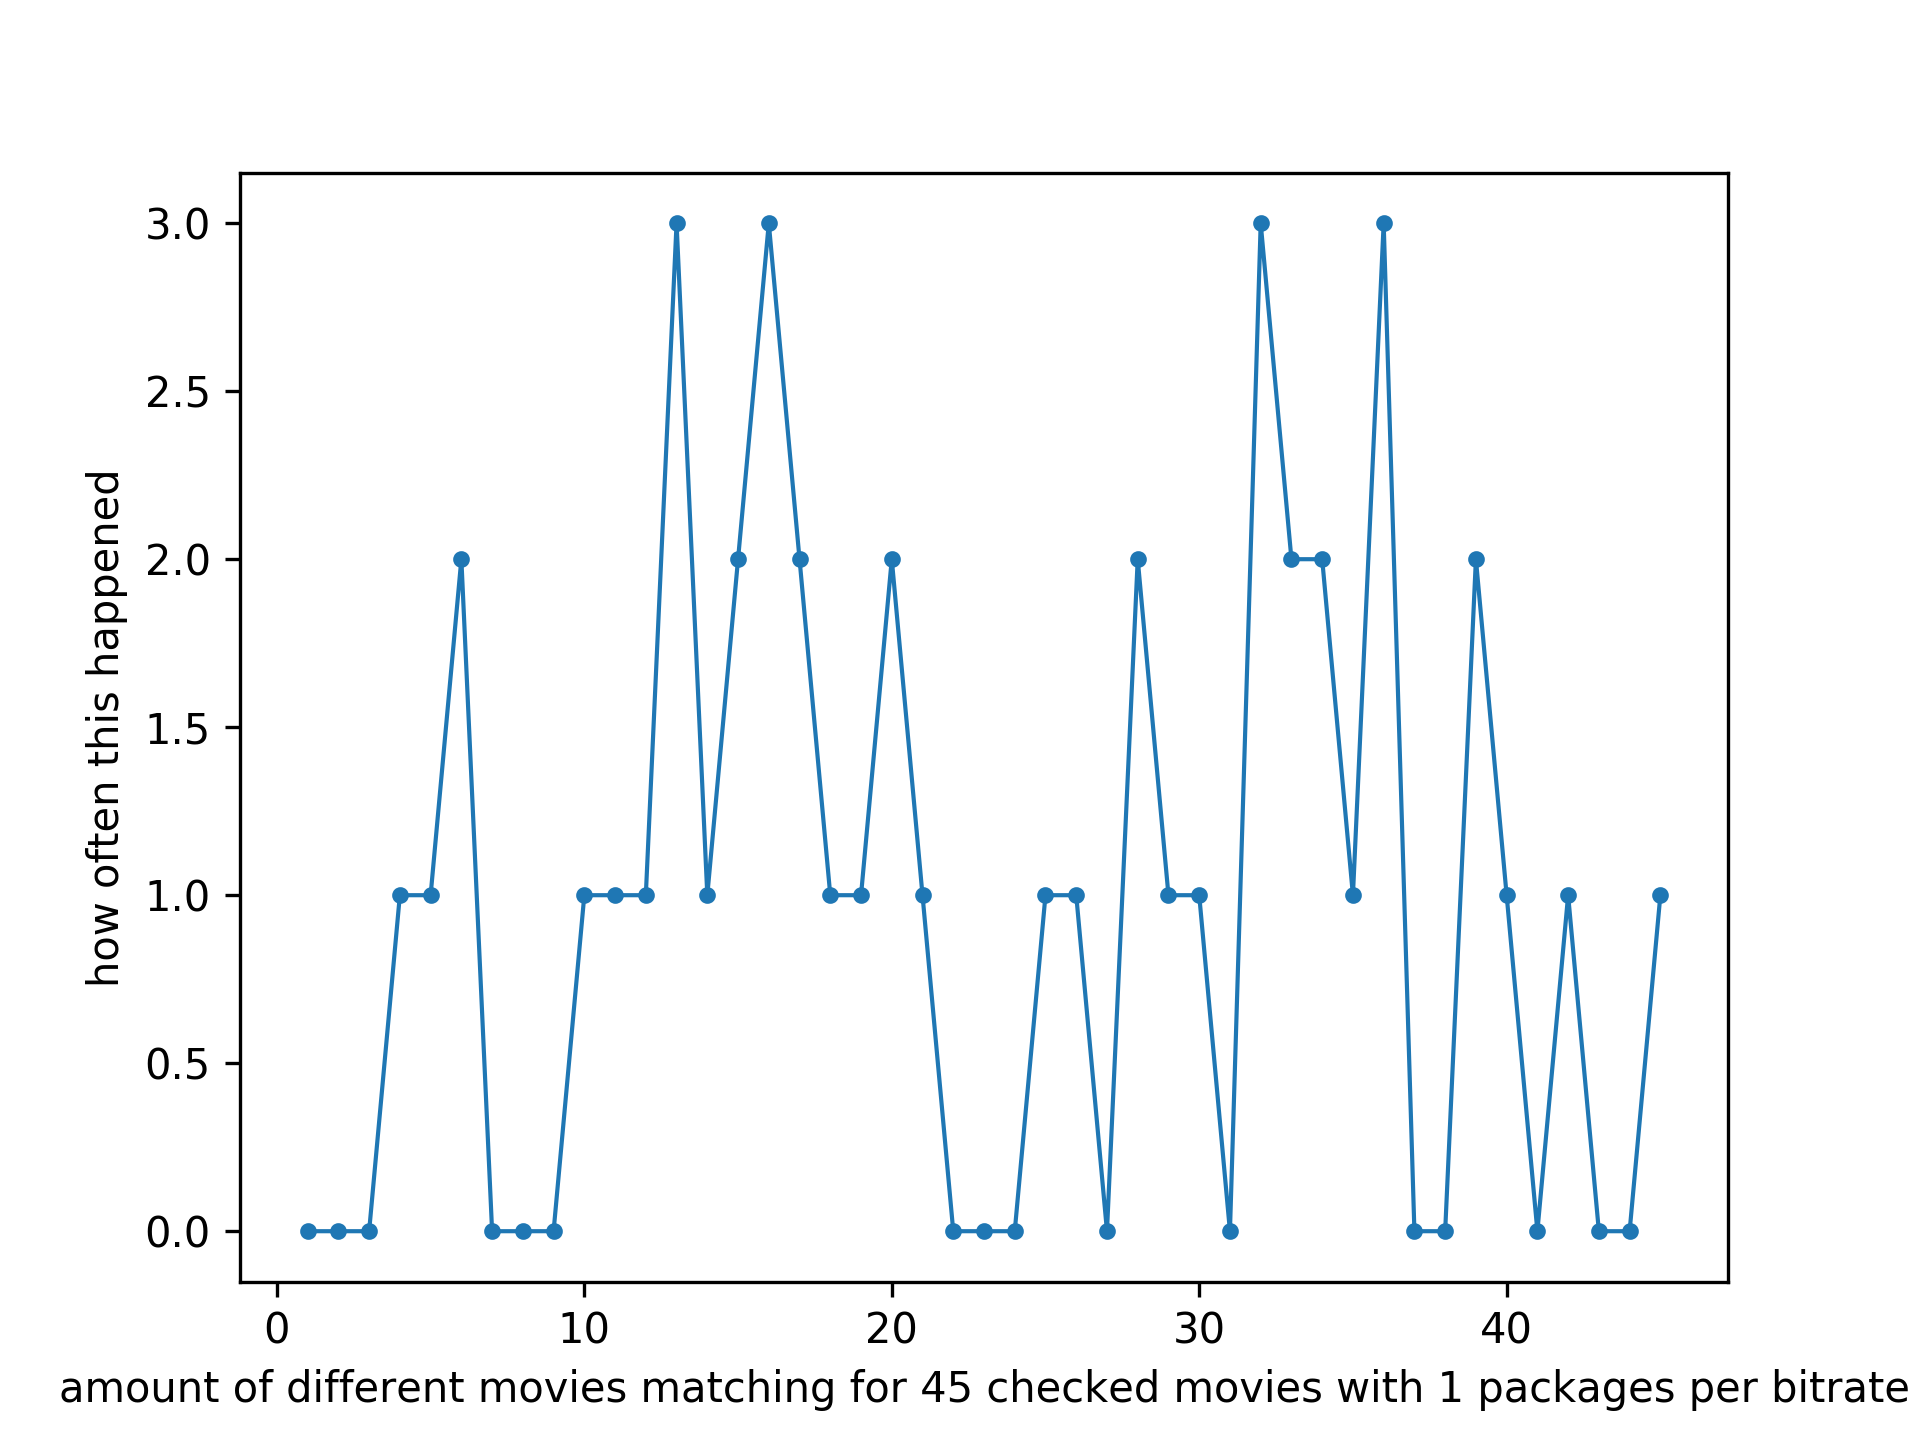 3.0
2.5
2.0
1.5
1.0
0.5
0.0
how often this happened
0 10 20 30 40
amount of different movies matching for 45 checked movies with 1 packages per bitrate